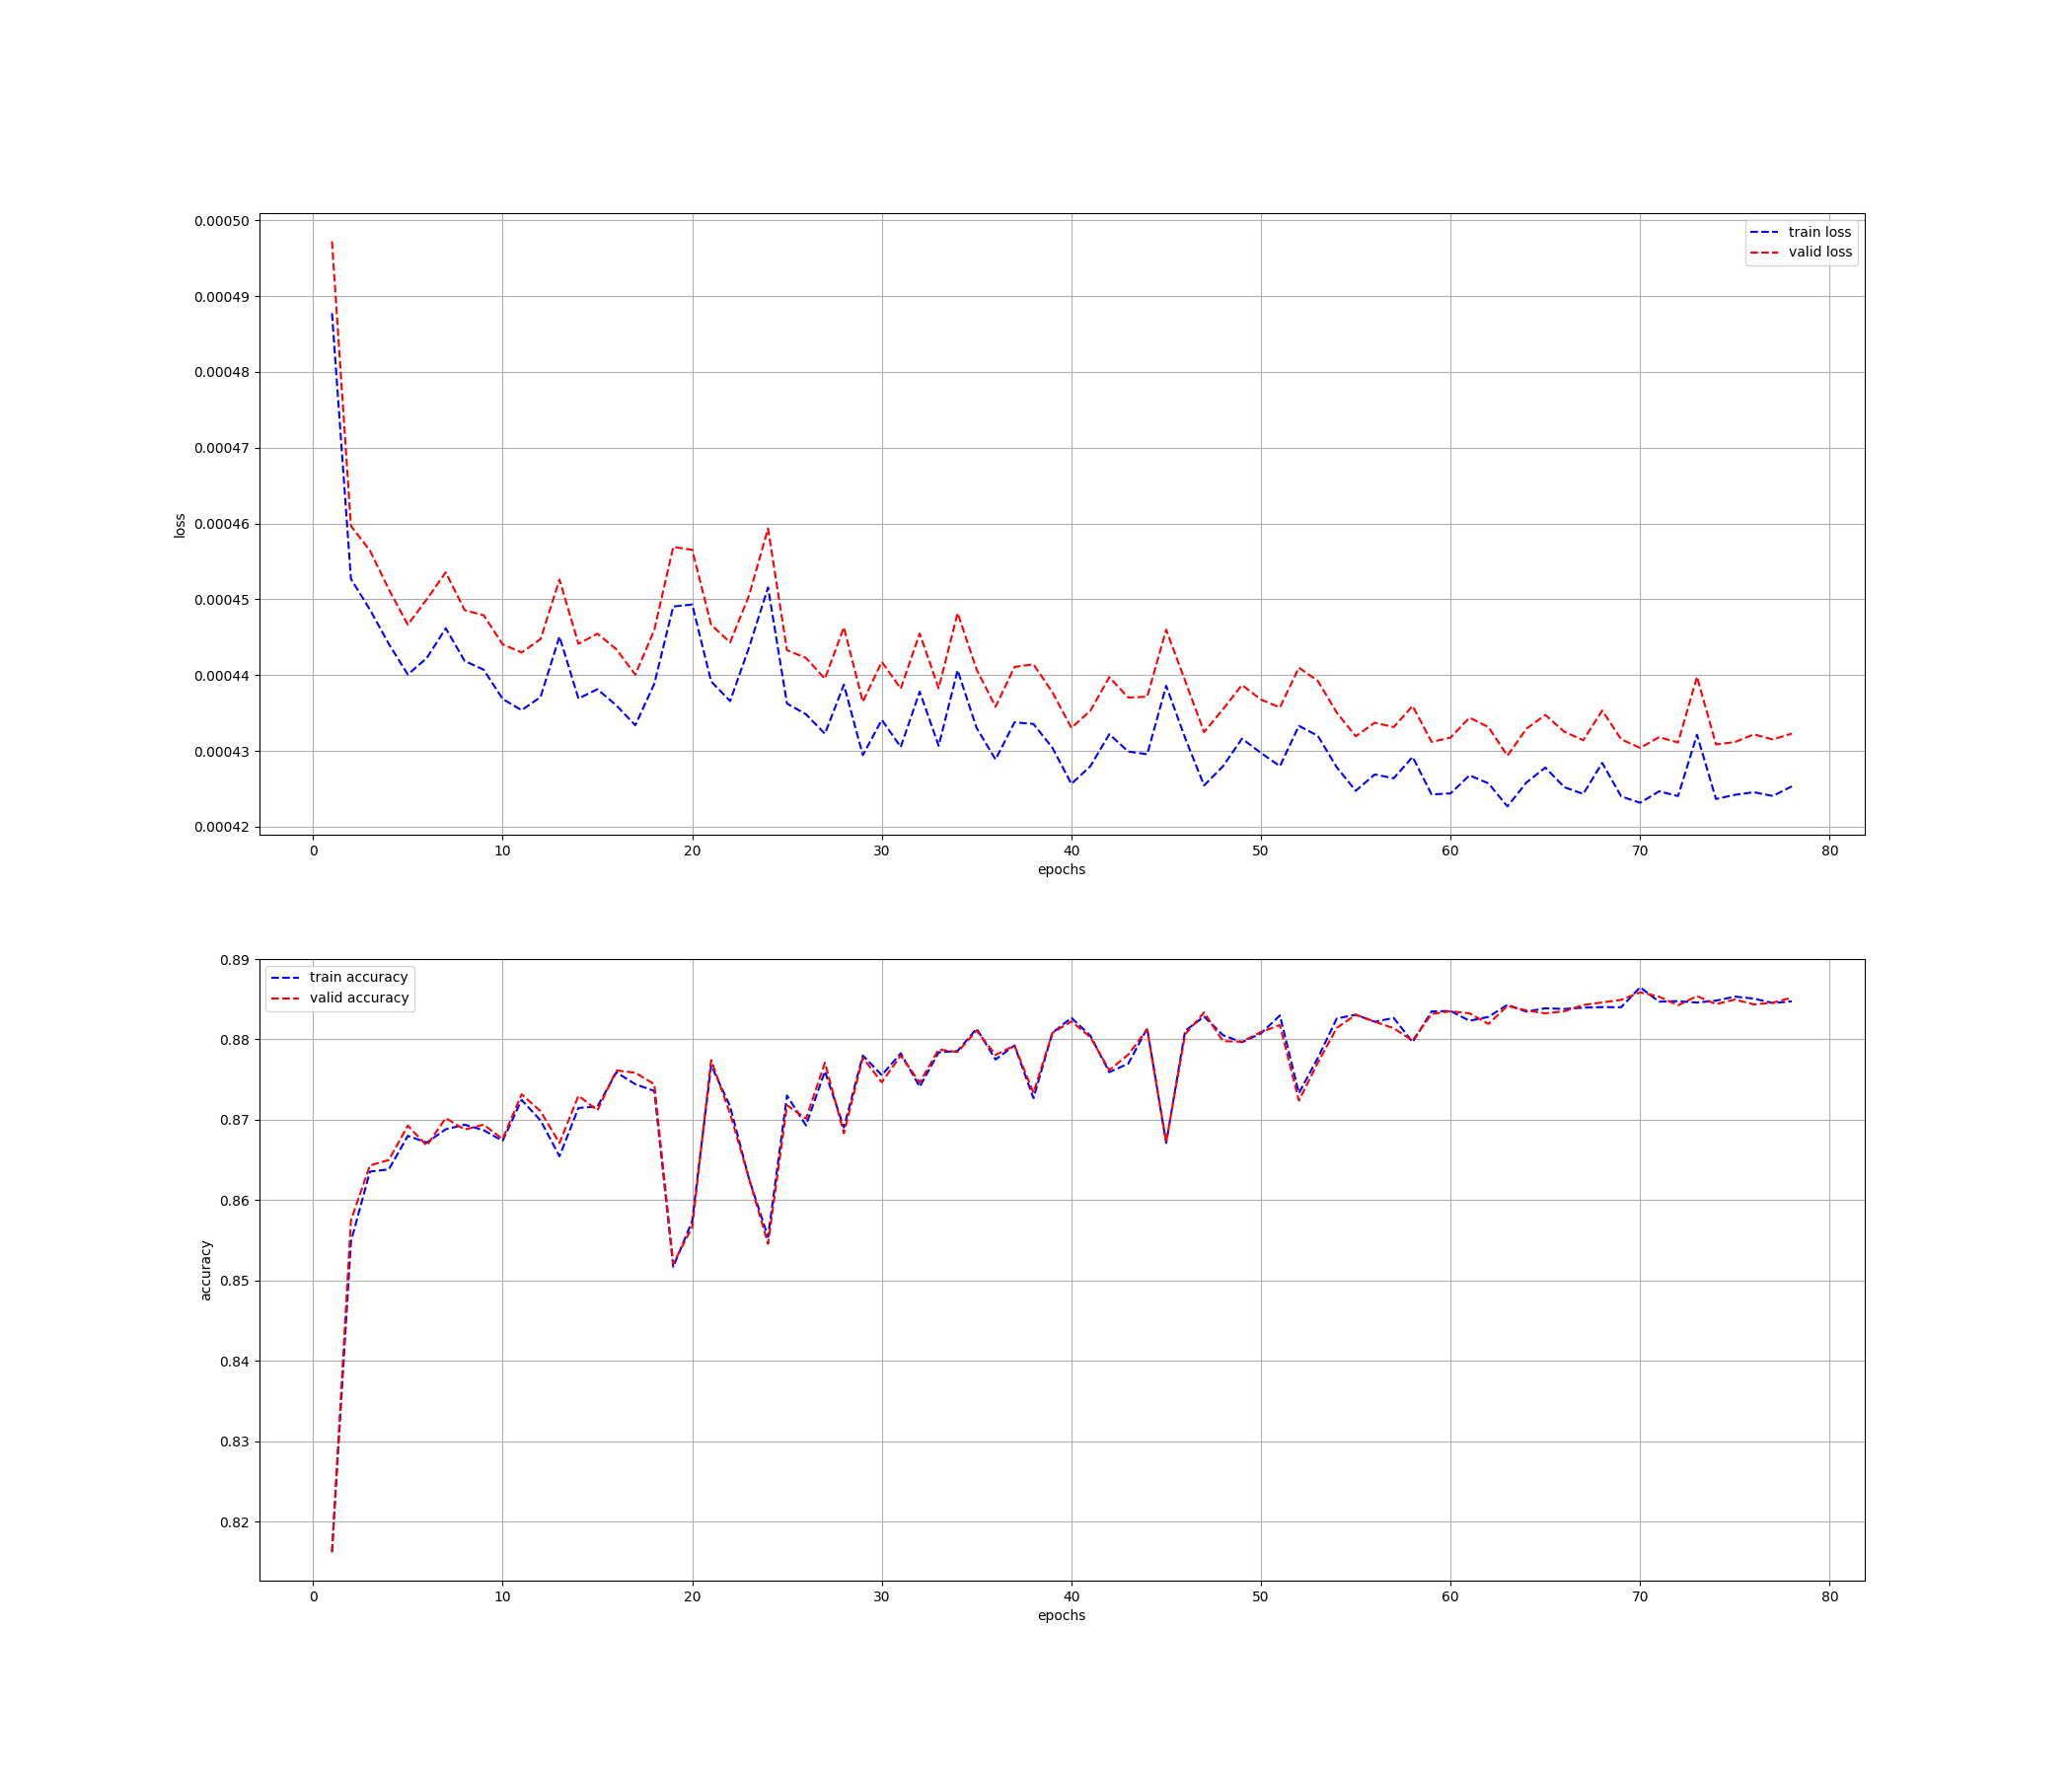 0.00050
train loss
valid loss
0.00049
0.00048
0.00047
0.00046
loss
0.00045
0.00044
0.00043
0.00042
0 10 20 30 40 50 60 70 80
epochs
0.89
train accuracy
valid accuracy
0.88
0.87
0.86
0.85
accuracy
0.84
0.83
0.82
0 10 20 30 40 50 60 70 80
epochs